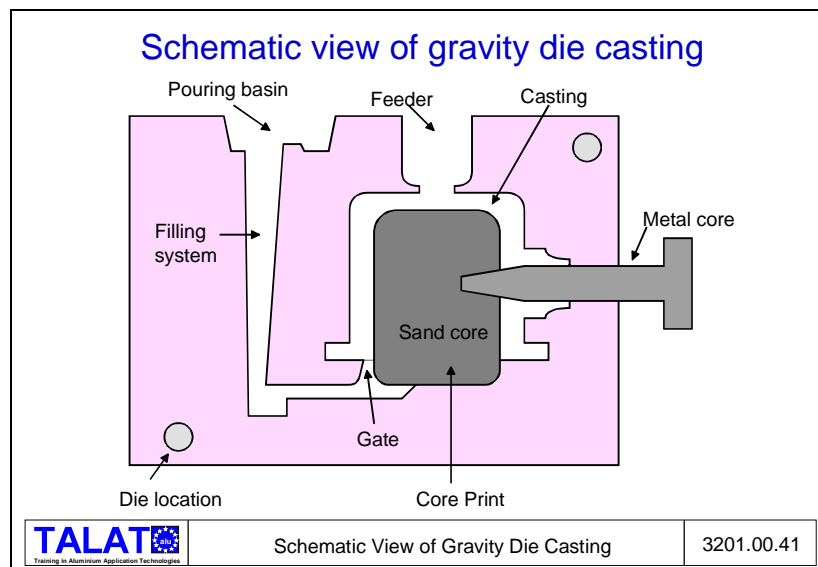 Schematic view of gravity die casting
Pouring basin
Feeder
Casting
Metal core
Filling
system
Sand core
Gate
Die location
Core Print
TALAT
alu
Training in Aluminium Application Technologies
Schematic View of Gravity Die Casting
3201.00.41